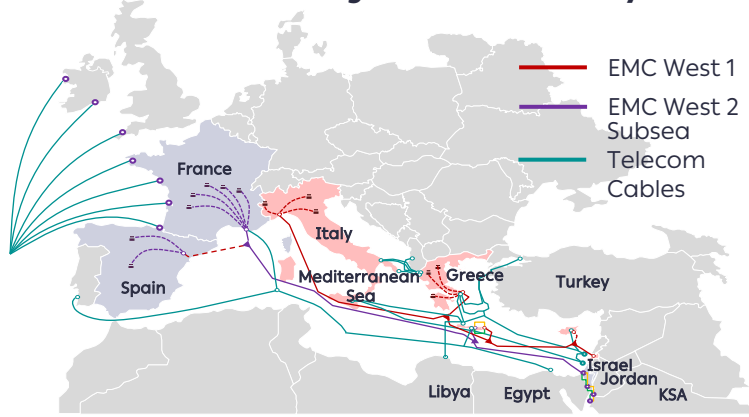 EMC West 1
EMC West 2
Subsea
Telecom
Cables
France
Italy
Mediterranean
Sea
Greece
Turkey
Spain
Israel
Jordan
Libya
Egypt
KSA